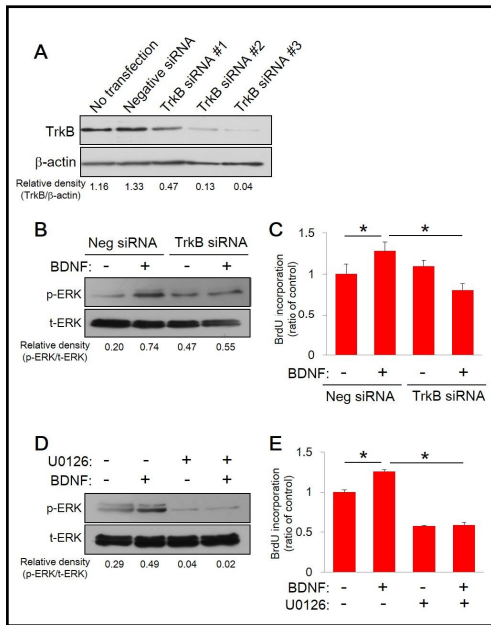 A
No transfection
Negative siRNA
TrkB siRNA #1
TrkB siRNA #2
TrkB siRNA #3
TrkB
β-actin
Relative density
(TrkB/β-actin)
1.16 1.33 0.47 0.13 0.04
B
Neg siRNA TrkB siRNA
BDNF: - + - +
p-ERK
t-ERK
Relative density
(p-ERK/t-ERK)
0.20 0.74 0.47 0.55
C
BrdU incorporation
(ratio of control)
1.5
1
0.5
0
* *
BDNF: - + - +
Neg siRNA TrkB siRNA
D
U0126: - - + +
BDNF: - + - +
p-ERK
t-ERK
Relative density
(p-ERK/t-ERK)
0.29 0.49 0.04 0.02
E
BrdU incorporation
(ratio of control)
1.5
1
0.5
0
* *
BDNF: - + - +
U0126: - - + +